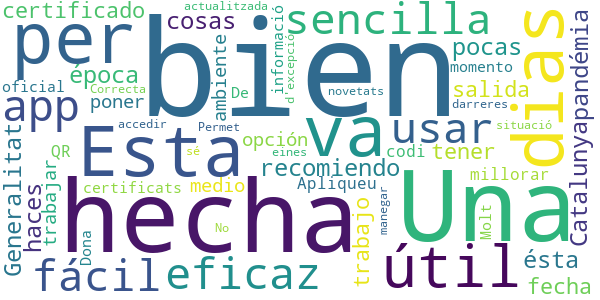 certificado
cosas
actualitzada
per
bien
sencilla
época
ambiente
informació
d'excepció
pocas
oficial
poner
De
novetats
momento
días
app
Correcta
salida
darreres
Catalunya
pandémia
accedir
Esta
va
usar
situació
Generalitat
QR
trabajar
Permet
opción
codi
tener
haces
sé
eines
recomiendo
certificats
medio
Apliqueu
millorar
hecha
Una
trabajo
manegar
Molt
Dona
No
fácil
eficaz
útil
ésta
fecha